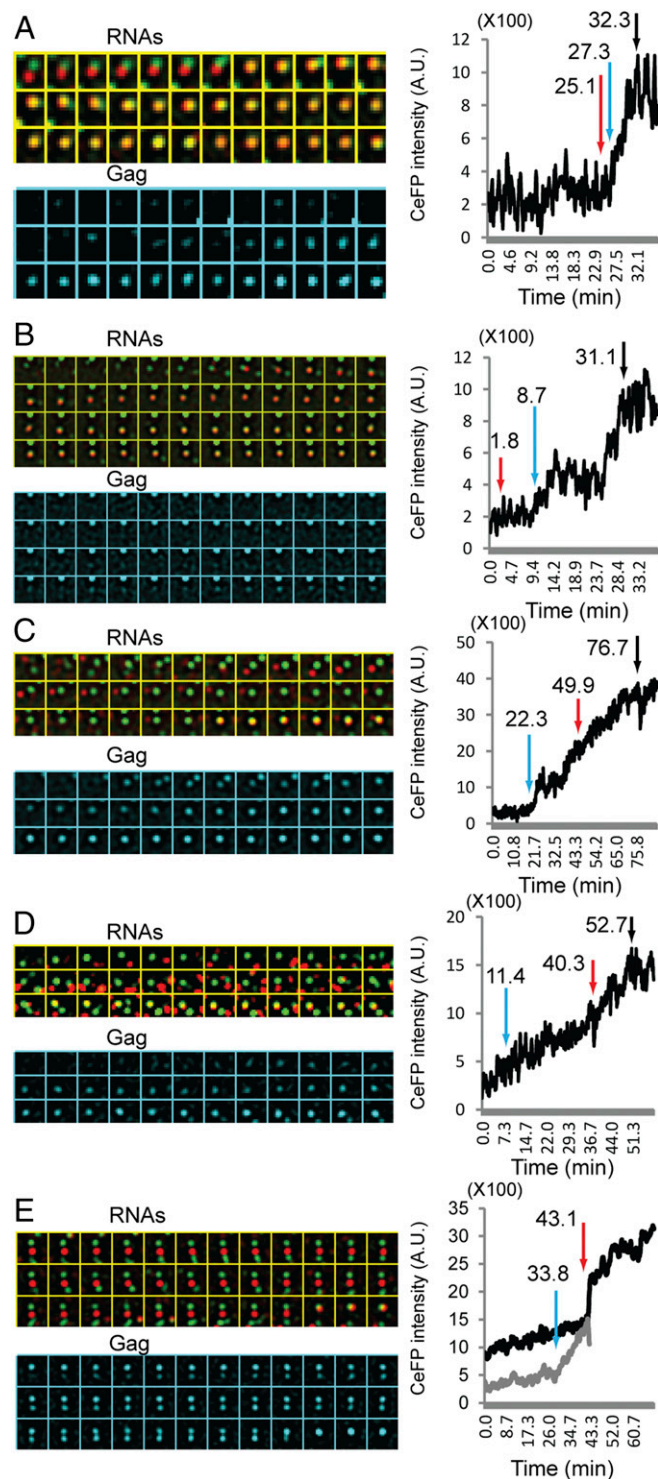 A
RNAs
Gag
(X100)
CeFP intensity (A.U.)
12
10
8
6
4
2
0
32.3
27.3
25.1
0.0 4.6 9.2 13.8 18.3 22.9 27.5 32.1
Time (min)
B
RNAs
Gag
(X100)
CeFP intensity (A.U.)
12
10
8
6
4
2
0
31.1
8.7
1.8
0.0 4.7 9.4 14.2 18.9 23.7 28.4 33.2
Time (min)
C
RNAs
Gag
(X100)
CeFP intensity (A.U.)
50
40
30
20
10
0
76.7
49.9
22.3
0.0 10.8 21.7 32.5 43.3 54.2 65.0 75.8
Time (min)
D
RNAs
Gag
(X100)
CeFP intensity (A.U.)
20
15
10
5
0
52.7
40.3
11.4
0.0 7.3 14.7 22.0 29.3 36.7 44.0 51.3
Time (min)
E
RNAs
Gag
(X100)
CeFP intensity (A.U.)
35
30
25
15
10
5
0
43.1
33.8
0.0 8.7 17.3 26.0 34.7 43.3 52.0 60.7
Time (min)